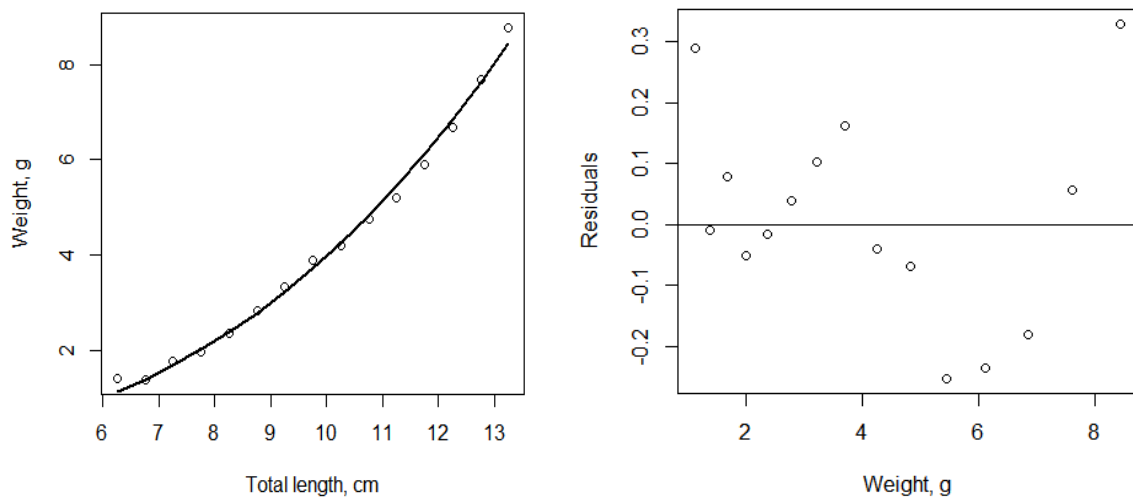 Weight, g
8
6
4
2
6 7 8 9 10 11 12 13
Total length, cm
Residuals
0.3
0.2
0.1
0.0
-0.1
-0.2
2 4 6 8
Weight, g